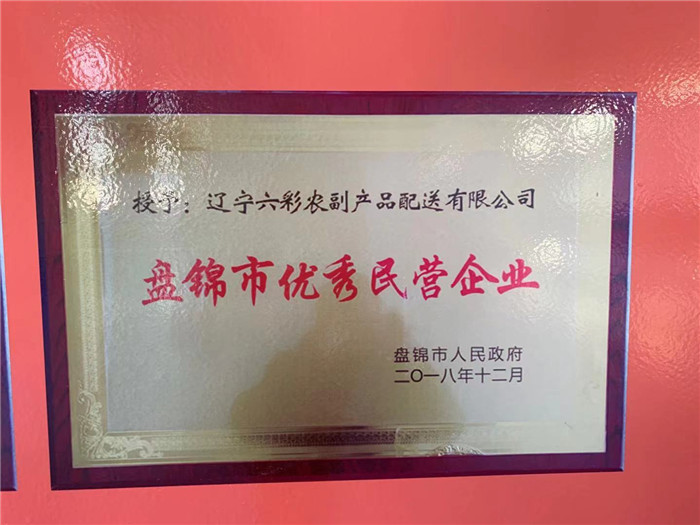 授予：辽宁六彩农副产品配送有限公司
盘锦市优秀民营企业
盘锦市人民政府
二〇一八年十二月